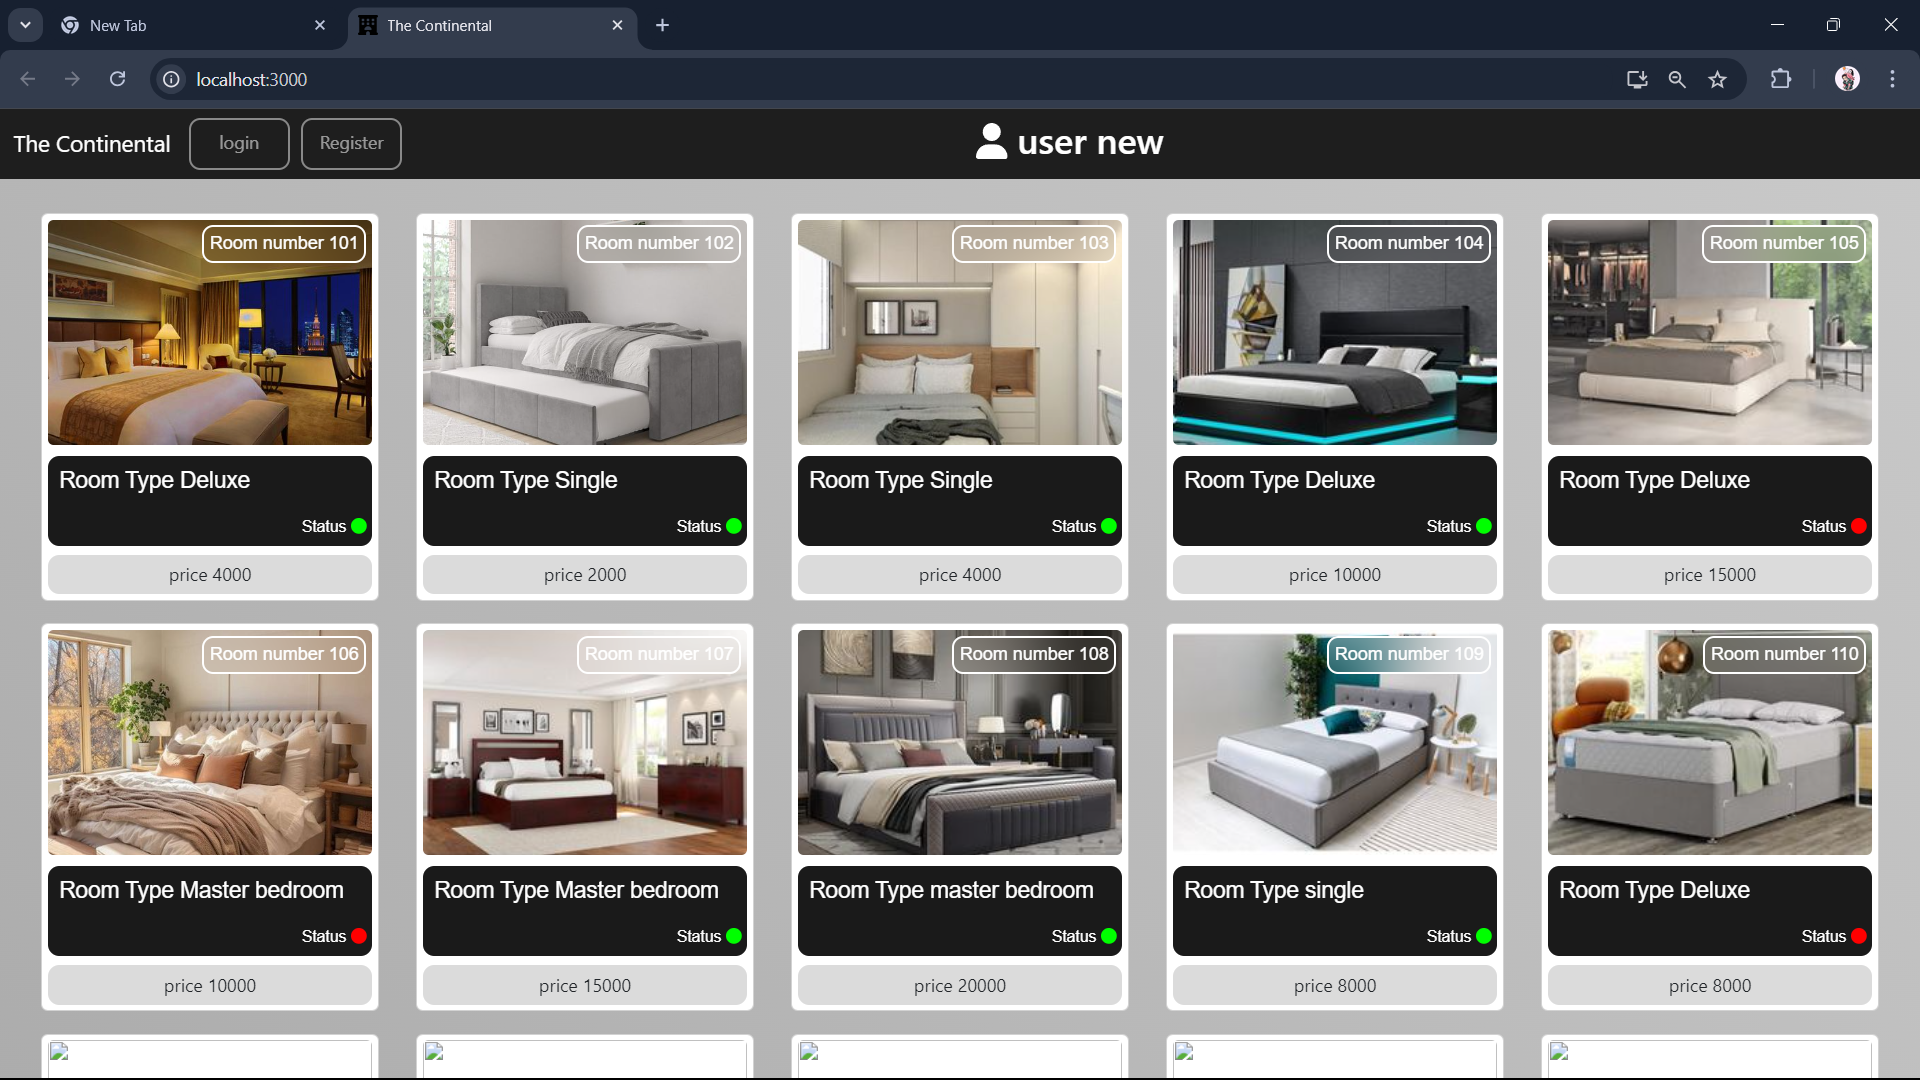 New Tab
The Continental
localhost:3000
The Continental
login
Register
user new
Room number 101
Room number 102
Room number 103
Room number 104
Room number 105
Room Type Deluxe
Room Type Single
Room Type Single
Room Type Deluxe
Room Type Deluxe
Status
Status
Status
Status
Status
price 4000
price 2000
price 4000
price 10000
price 15000
Room number 106
Room number 107
Room number 108
Room number 109
Room number 110
Room Type Master bedroom
Room Type Master bedroom
Room Type master bedroom
Room Type single
Room Type Deluxe
Status
Status
Status
Status
Status
price 10000
price 15000
price 20000
price 8000
price 8000